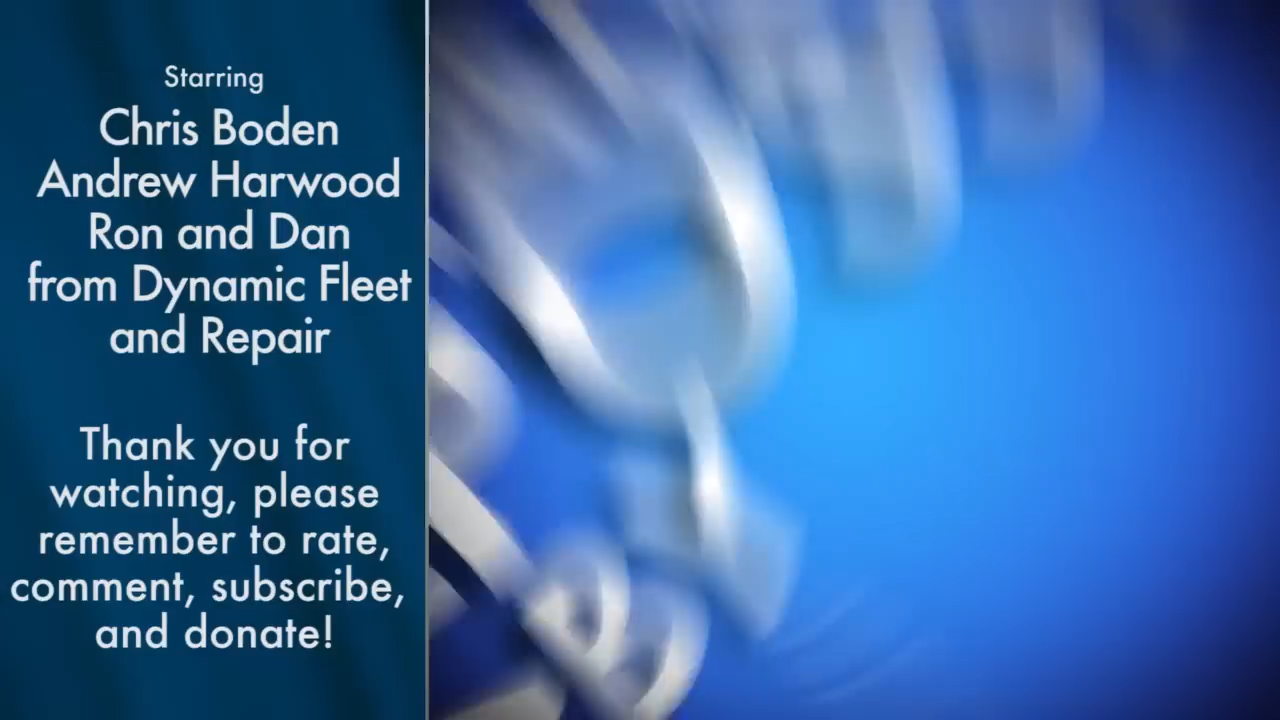 Starring
Chris Boden
Andrew Harwood
Ron and Dan
from Dynamic Fleet
and Repair
Thank you for
watching, please
remember to rate,
comment, subscribe,
and donate!